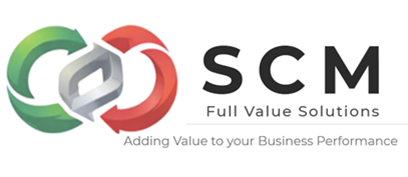 SCM
Full Value Solutions
Adding Value to your Business Performance